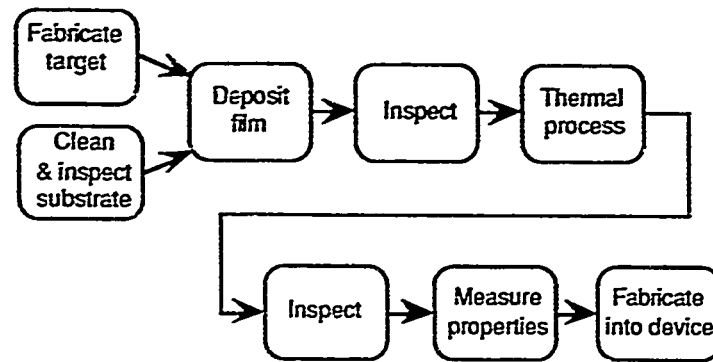 Fabricate
target
Clean
& inspect
substrate
Deposit
film
Inspect
Thermal
process
Inspect
Measure
properties
Fabricate
into device